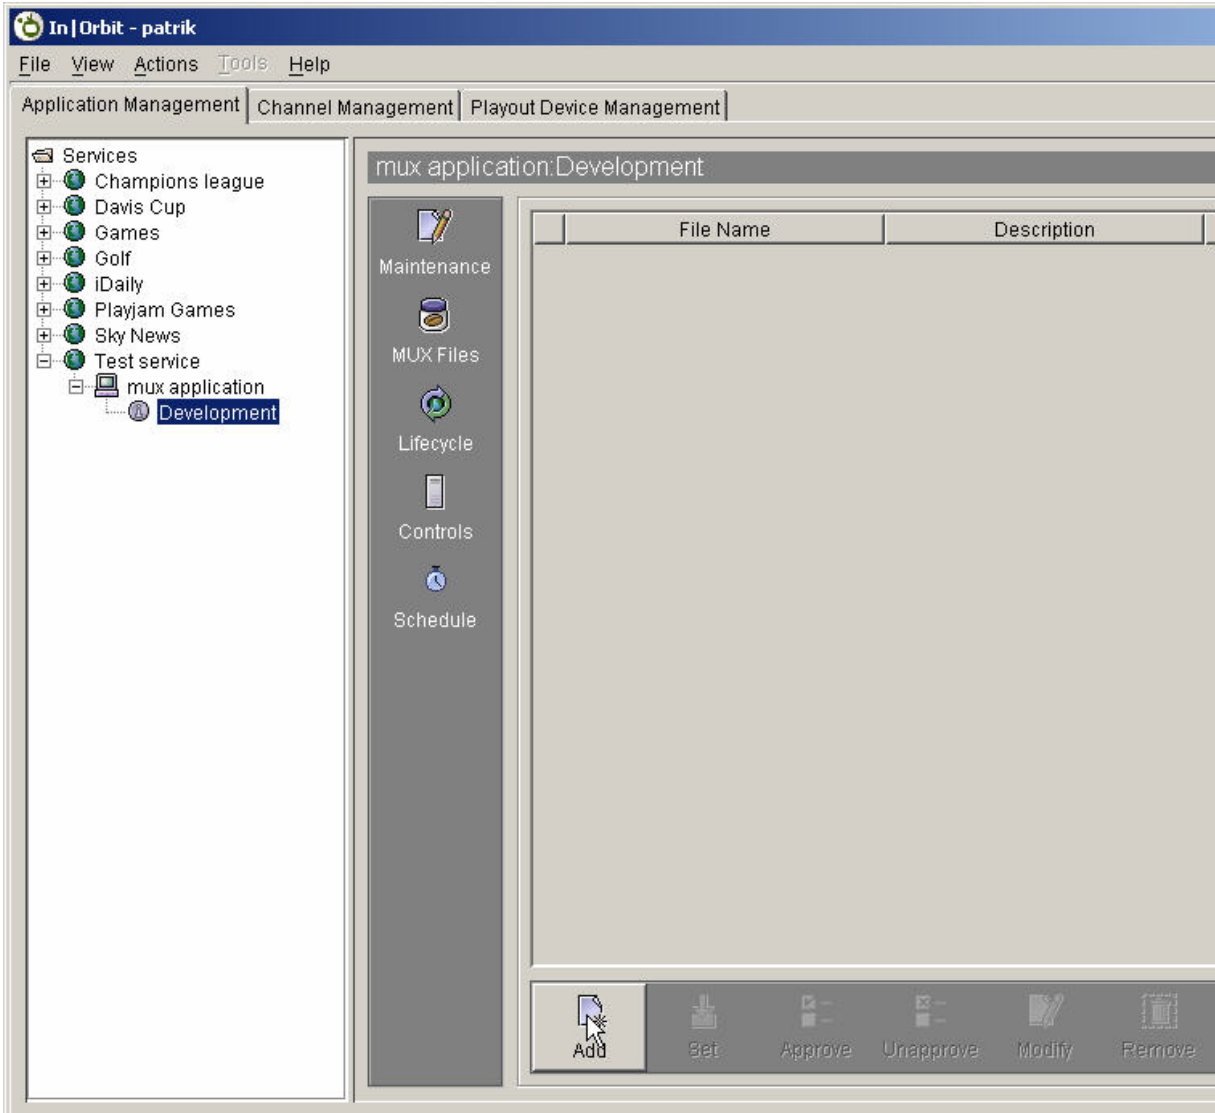 In|Orbit - patrik
File View Actions Tools Help
Application Management Channel Management Playout Device Management
Services
Champions league
Davis Cup
Games
Golf
iDaily
Playjam Games
Sky News
Test service
mux application
Development
mux application:Development
Maintenance
MUX Files
Lifecycle
Controls
Schedule
File Name Description
Add Set Approve Unapprove Modify Remove